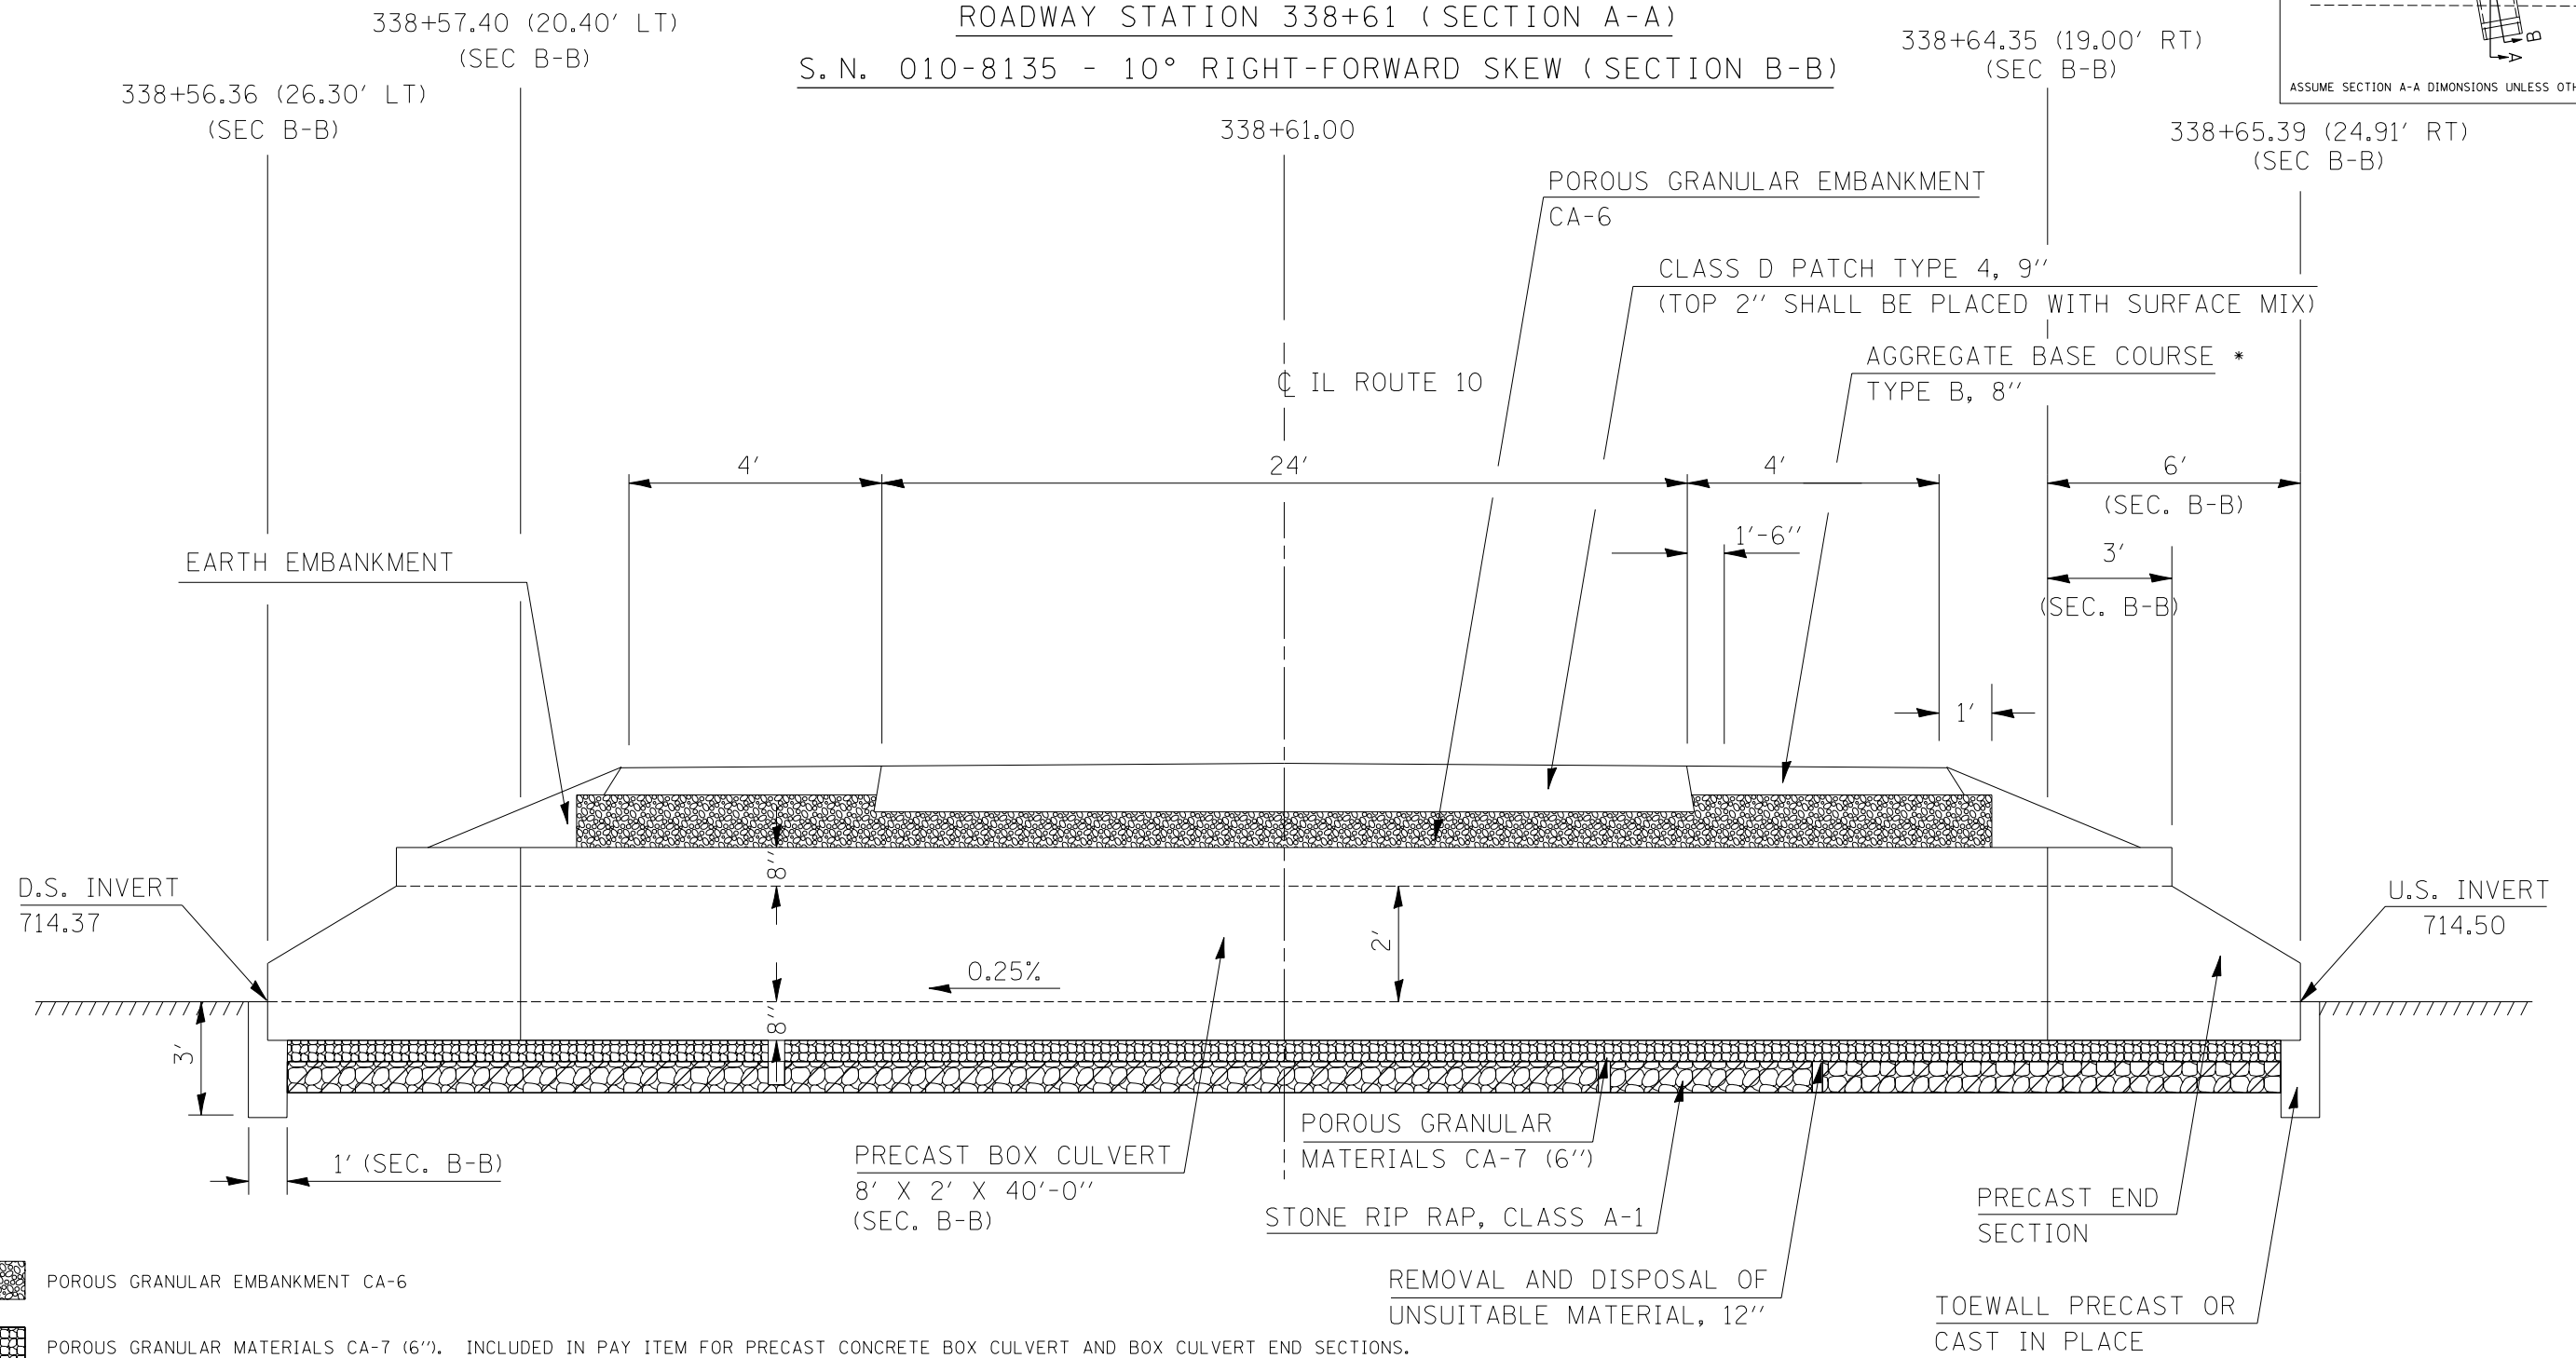 ROADWAY STATION 338+61 (SECTION A-A)
S.N. 010-8135 - 10° RIGHT-FORWARD SKEW (SECTION B-B)
338+57.40 (20.40' LT)
(SEC B-B)
338+56.36 (26.30' LT)
(SEC B-B)
338+61.00
338+64.35 (19.00' RT)
(SEC B-B)
B
A
ASSUME SECTION A-A DIMONSIONS UNLESS
338+65.39 (24.91' RT)
(SEC B-B)
POROUS GRANULAR EMBANKMENT
CA-6
CLASS D PATCH TYPE 4, 9"
(TOP 2" SHALL BE PLACED WITH SURFACE MIX)
AGGREGATE BASE COURSE *
TYPE B, 8"
℄ IL ROUTE 10
4'
24'
4'
6'
(SEC. B-B)
1'-6"
3'
(SEC. B-B)
EARTH EMBANKMENT
1'
8"
D.S. INVERT
714.37
U.S. INVERT
714.50
2'
0.25%
8"
3'
1' (SEC. B-B)
PRECAST BOX CULVERT
8' X 2' X 40'-0"
(SEC. B-B)
POROUS GRANULAR
MATERIALS CA-7 (6")
STONE RIP RAP, CLASS A-1
REMOVAL AND DISPOSAL OF
UNSUITABLE MATERIAL, 12"
PRECAST END
SECTION
TOEWALL PRECAST OR
CAST IN PLACE
POROUS GRANULAR EMBANKMENT CA-6
POROUS GRANULAR MATERIALS CA-7 (6"). INCLUDED IN PAY ITEM FOR PRECAST CONCRETE BOX CULVERT AND BOX CULVERT END SECTIONS.